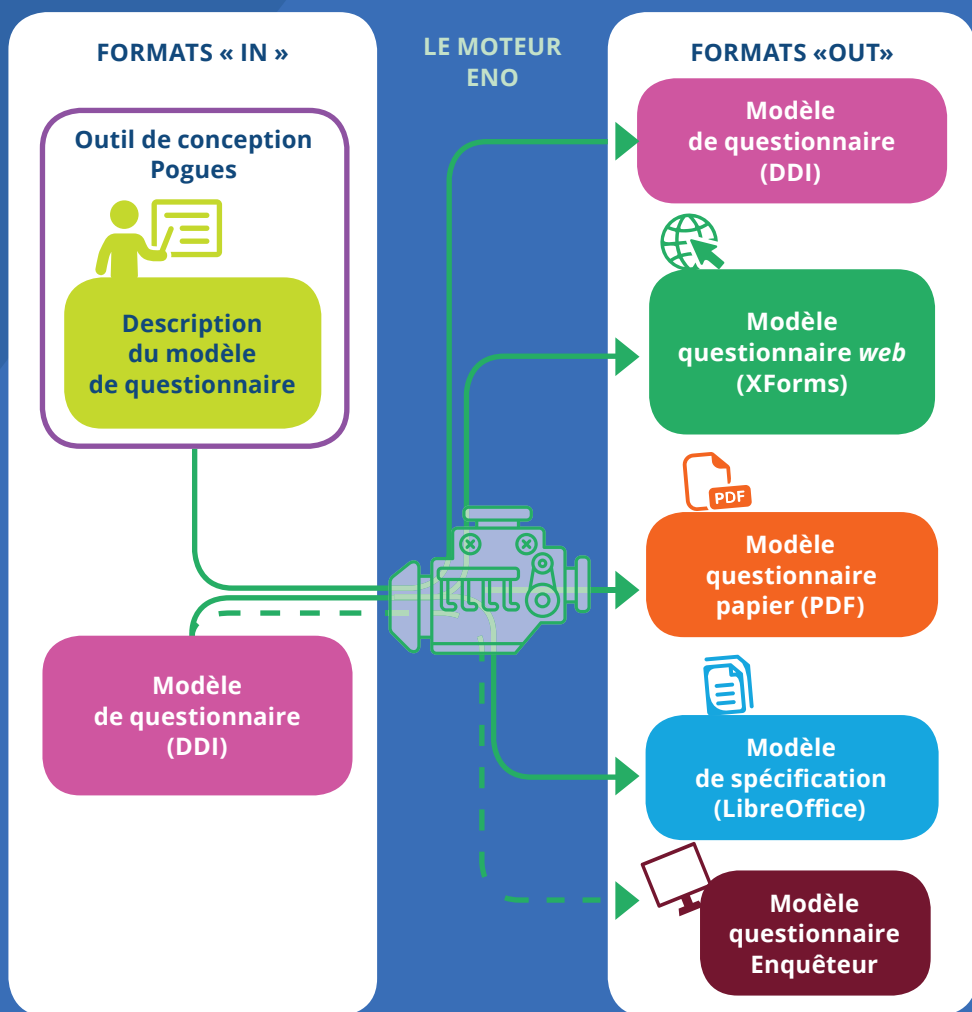 FORMATS « IN »
Outil de conception
Pogues
Description
du modèle
de questionnaire
Modèle
de questionnaire
(DDI)
LE MOTEUR
ENO
FORMATS «OUT»
Modèle
de questionnaire
(DDI)
Modèle
questionnaire web
(XForms)
PDF
Modèle
questionnaire
papier (PDF)
Modèle
de spécification
(LibreOffice)
Modèle
questionnaire
Enquêteur